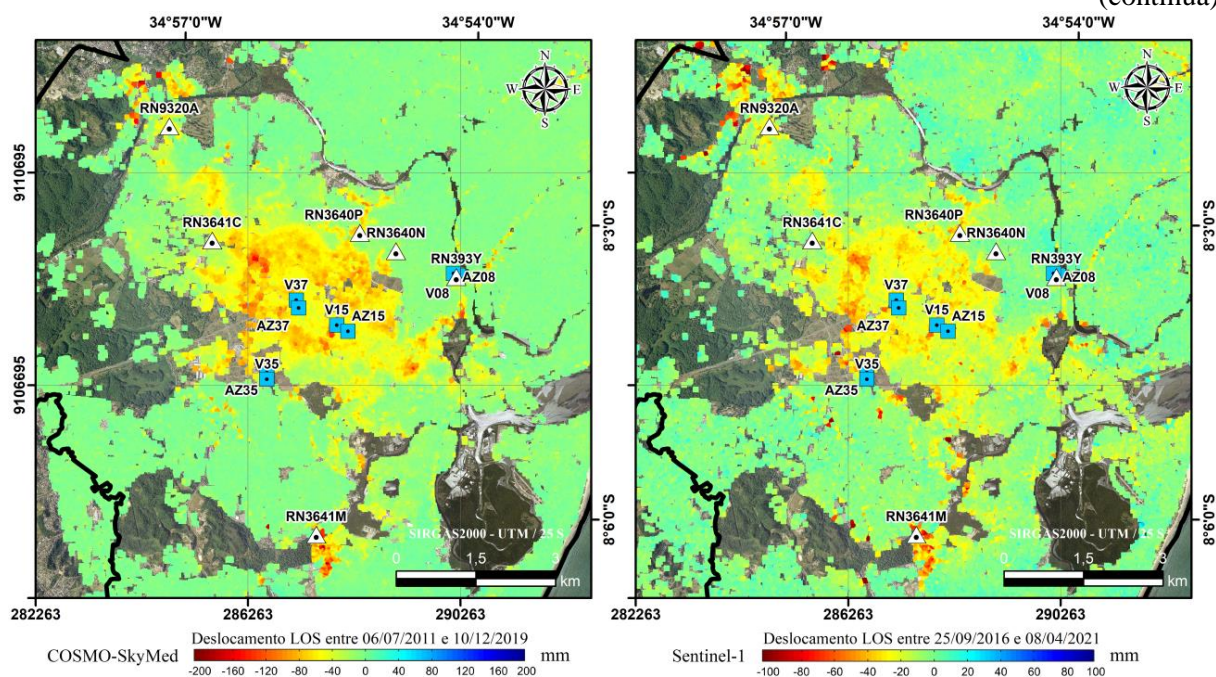 (continua)
34°57'0"W
34°54'0"W
34°57'0"W
34°54'0"W
N
W E
S
N
W E
S
RN9320A
RN9320A
9110695
RN3641C
RN3640P
RN3640N
RN393Y
AZ08
V08
8°3'0"S
RN3641C
RN3640P
RN3640N
RN393Y
AZ08
V08
8°3'0"S
V37
AZ37
V15
AZ15
V37
AZ37
V15
AZ15
9106695
V35
AZ35
V35
AZ35
RN3641M
SIRGAS2000 - UTM / 25 S
8°6'0"S
RN3641M
SIRGAS2000 - UTM / 25 S
8°6'0"S
0 1,5 3
km
0 1,5 3
km
282263 286263 290263
282263 286263 290263
Deslocamento LOS entre 06/07/2011 e 10/12/2019
COSMO-SkyMed mm
-200 -160 -120 -80 -40 0 40 80 120 160 200
Deslocamento LOS entre 25/09/2016 e 08/04/2021
Sentinel-1 mm
-100 -80 -60 -40 -20 0 20 40 60 80 100